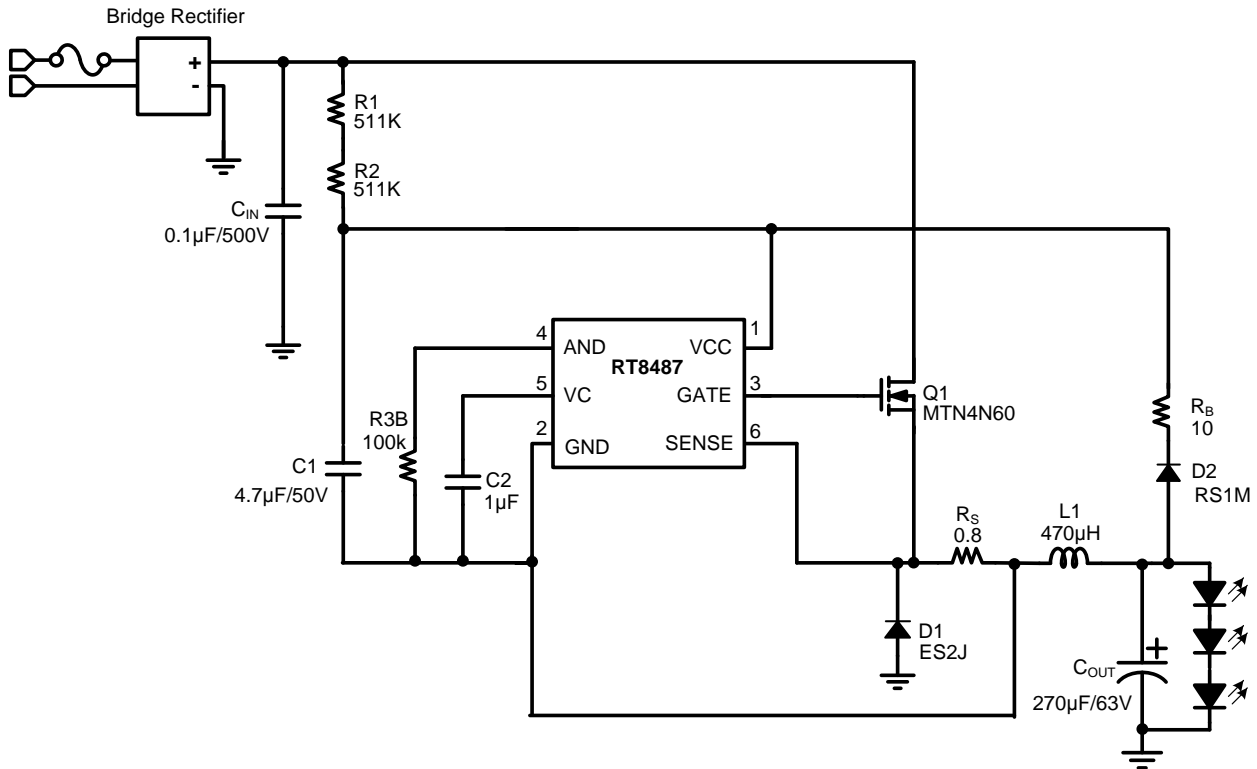 Bridge Rectifier
+
-
R1
511K
R2
511K
CIN
0.1µF/500V
4
AND
VCC
1
RT8487
5
VC
GATE
3
2
GND
SENSE
6
Q1
MTN4N60
R3B
100k
C1
4.7µF/50V
C2
1µF
RB
10
D2
RS1M
RS
0.8
L1
470µH
D1
ES2J
+
COUT
270µF/63V